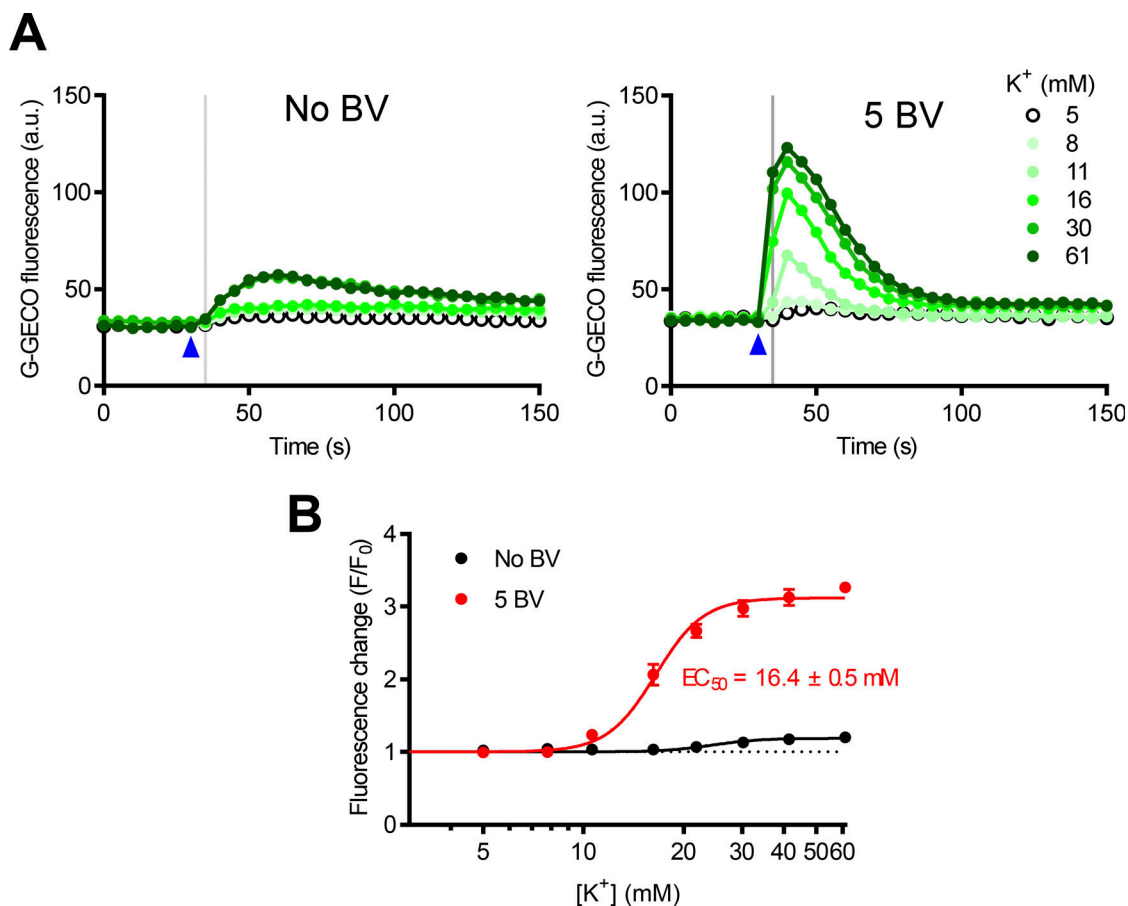 A
No BV
5 BV
K+ (mM)
5
8
11
16
30
61
G-GECO fluorescence (a.u.)
150
100
50
0
0 50 100 150
Time (s)
G-GECO fluorescence (a.u.)
150
100
50
0
0 50 100 150
Time (s)
B
Fluorescence change (F/F0)
4
3
2
1
0
No BV
5 BV
EC50 = 16.4 ± 0.5 mM
5 10 20 30 40 50 60
[K+] (mM)